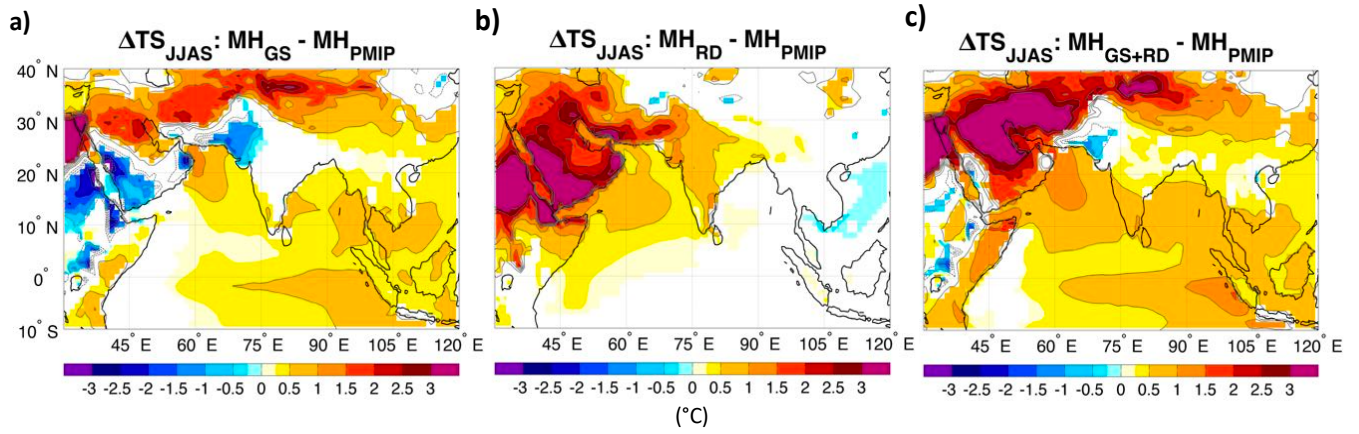 a)
ΔTS_JJAS: MH_GS - MH_PMIP
40° N
30
20
10
0°
10° S
45° E 60° E 75° E 90° E 105° E 120° E
-3 -2.5 -2 -1.5 -1 -0.5 0 0.5 1 1.5 2 2.5 3
b)
ΔTS_JJAS: MH_RD - MH_PMIP
45° E 60° E 75° E 90° E 105° E 120° E
-3 -2.5 -2 -1.5 -1 -0.5 0 0.5 1 1.5 2 2.5 3
(°C)
c)
ΔTS_JJAS: MH_GS+RD - MH_PMIP
45° E 60° E 75° E 90° E 105° E 120° E
-3 -2.5 -2 -1.5 -1 -0.5 0 0.5 1 1.5 2 2.5 3